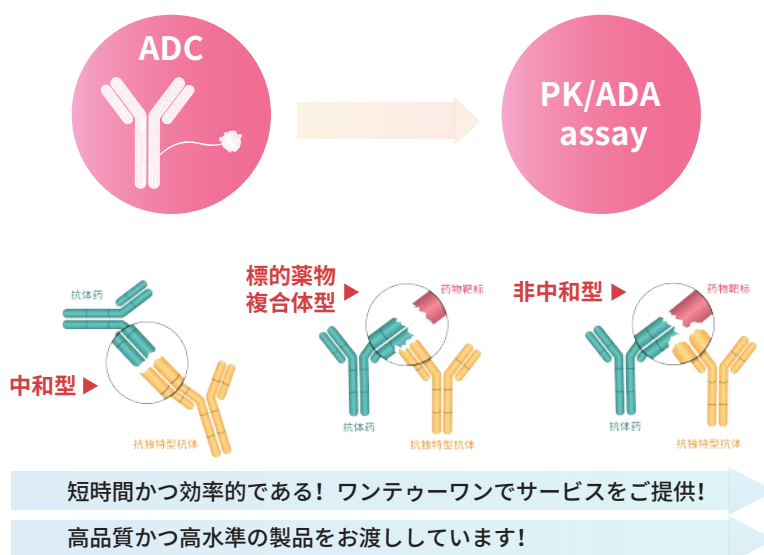 ADC
PK/ADA
assay
抗体药
中和型
抗独特型抗体
標的薬物
複合体型
药物靶标
抗体药
抗独特型抗体
非中和型
药物靶标
抗体药
抗独特型抗体
短時間かつ効率的である！ワンテゥーワンでサービスをご提供！
高品質かつ高水準の製品をお渡ししています！